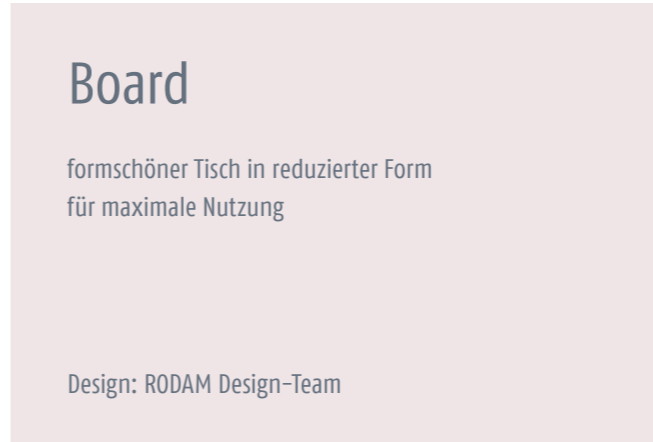 Board
formschöner Tisch in reduzierter Form
für maximale Nutzung
Design: RODAM Design-Team